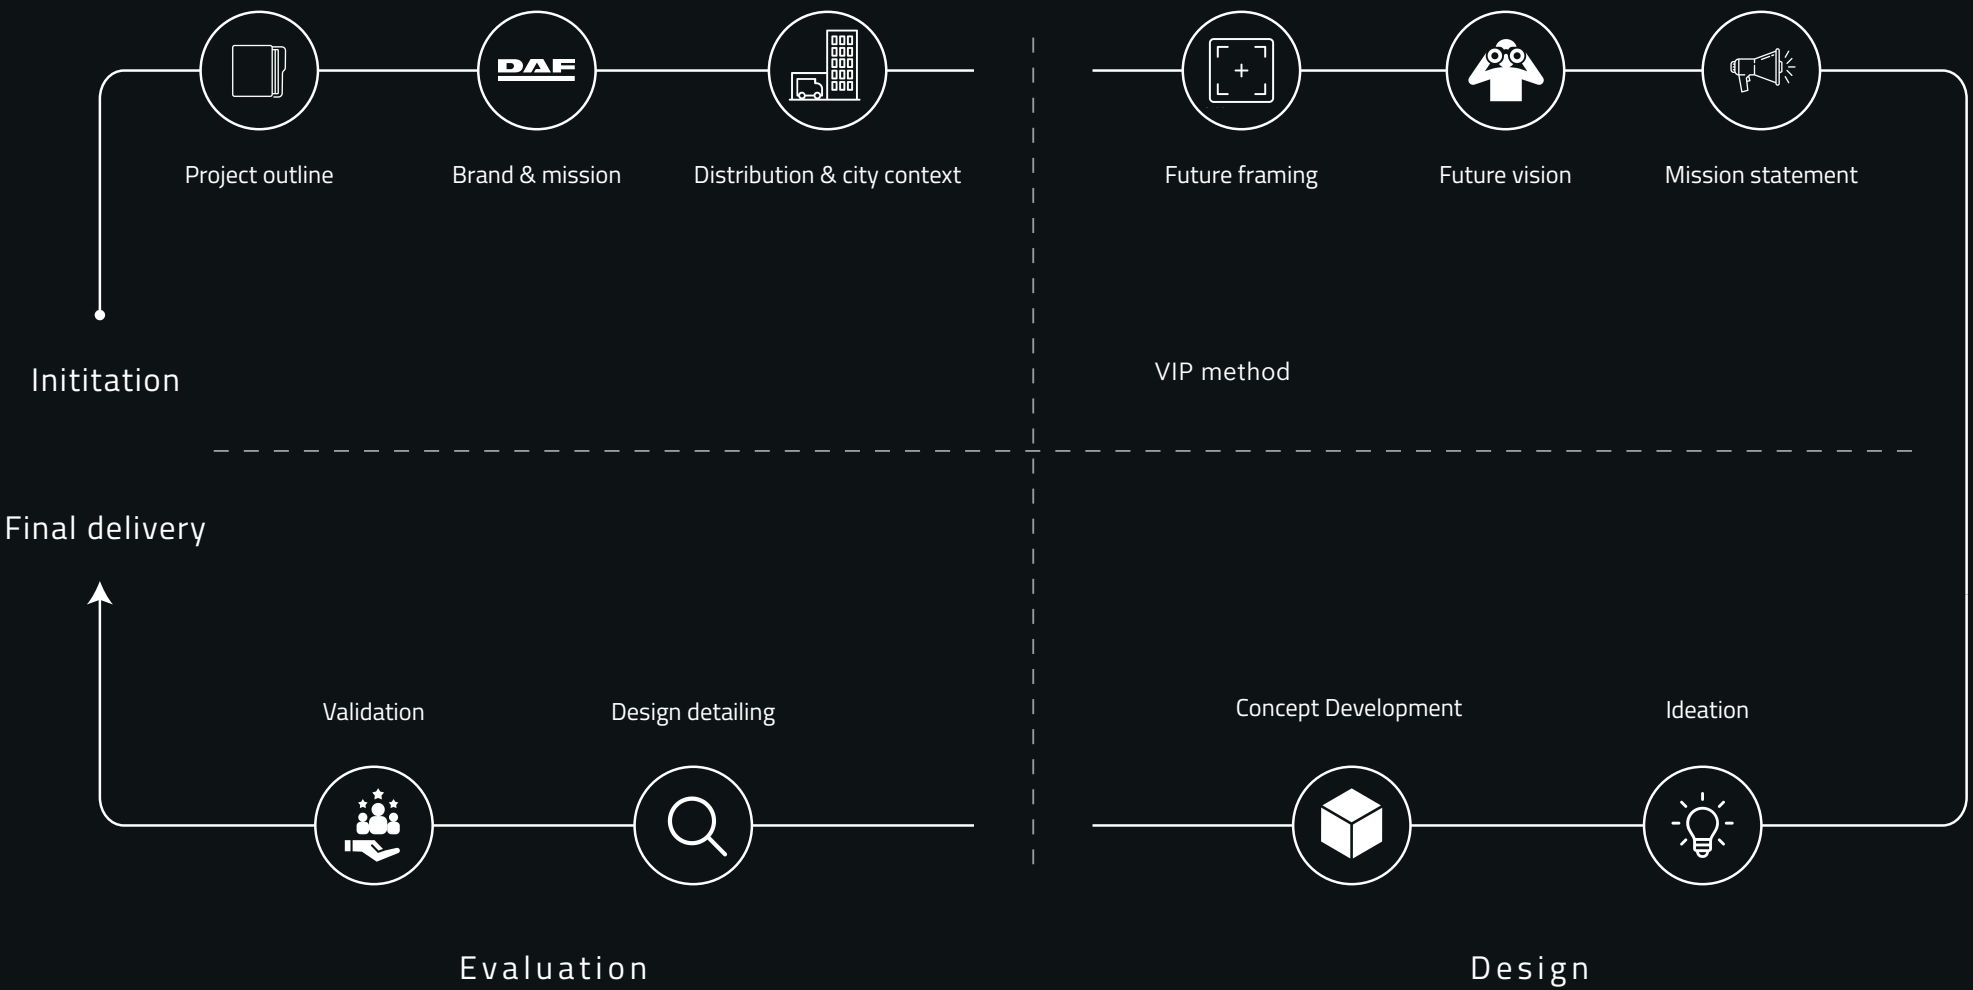 DAF
Project outline
Brand & mission
Distribution & city context
Future framing
Future vision
Mission statement
Inititation
VIP method
Final delivery
Validation
Design detailing
Concept Development
Ideation
Evaluation
Design